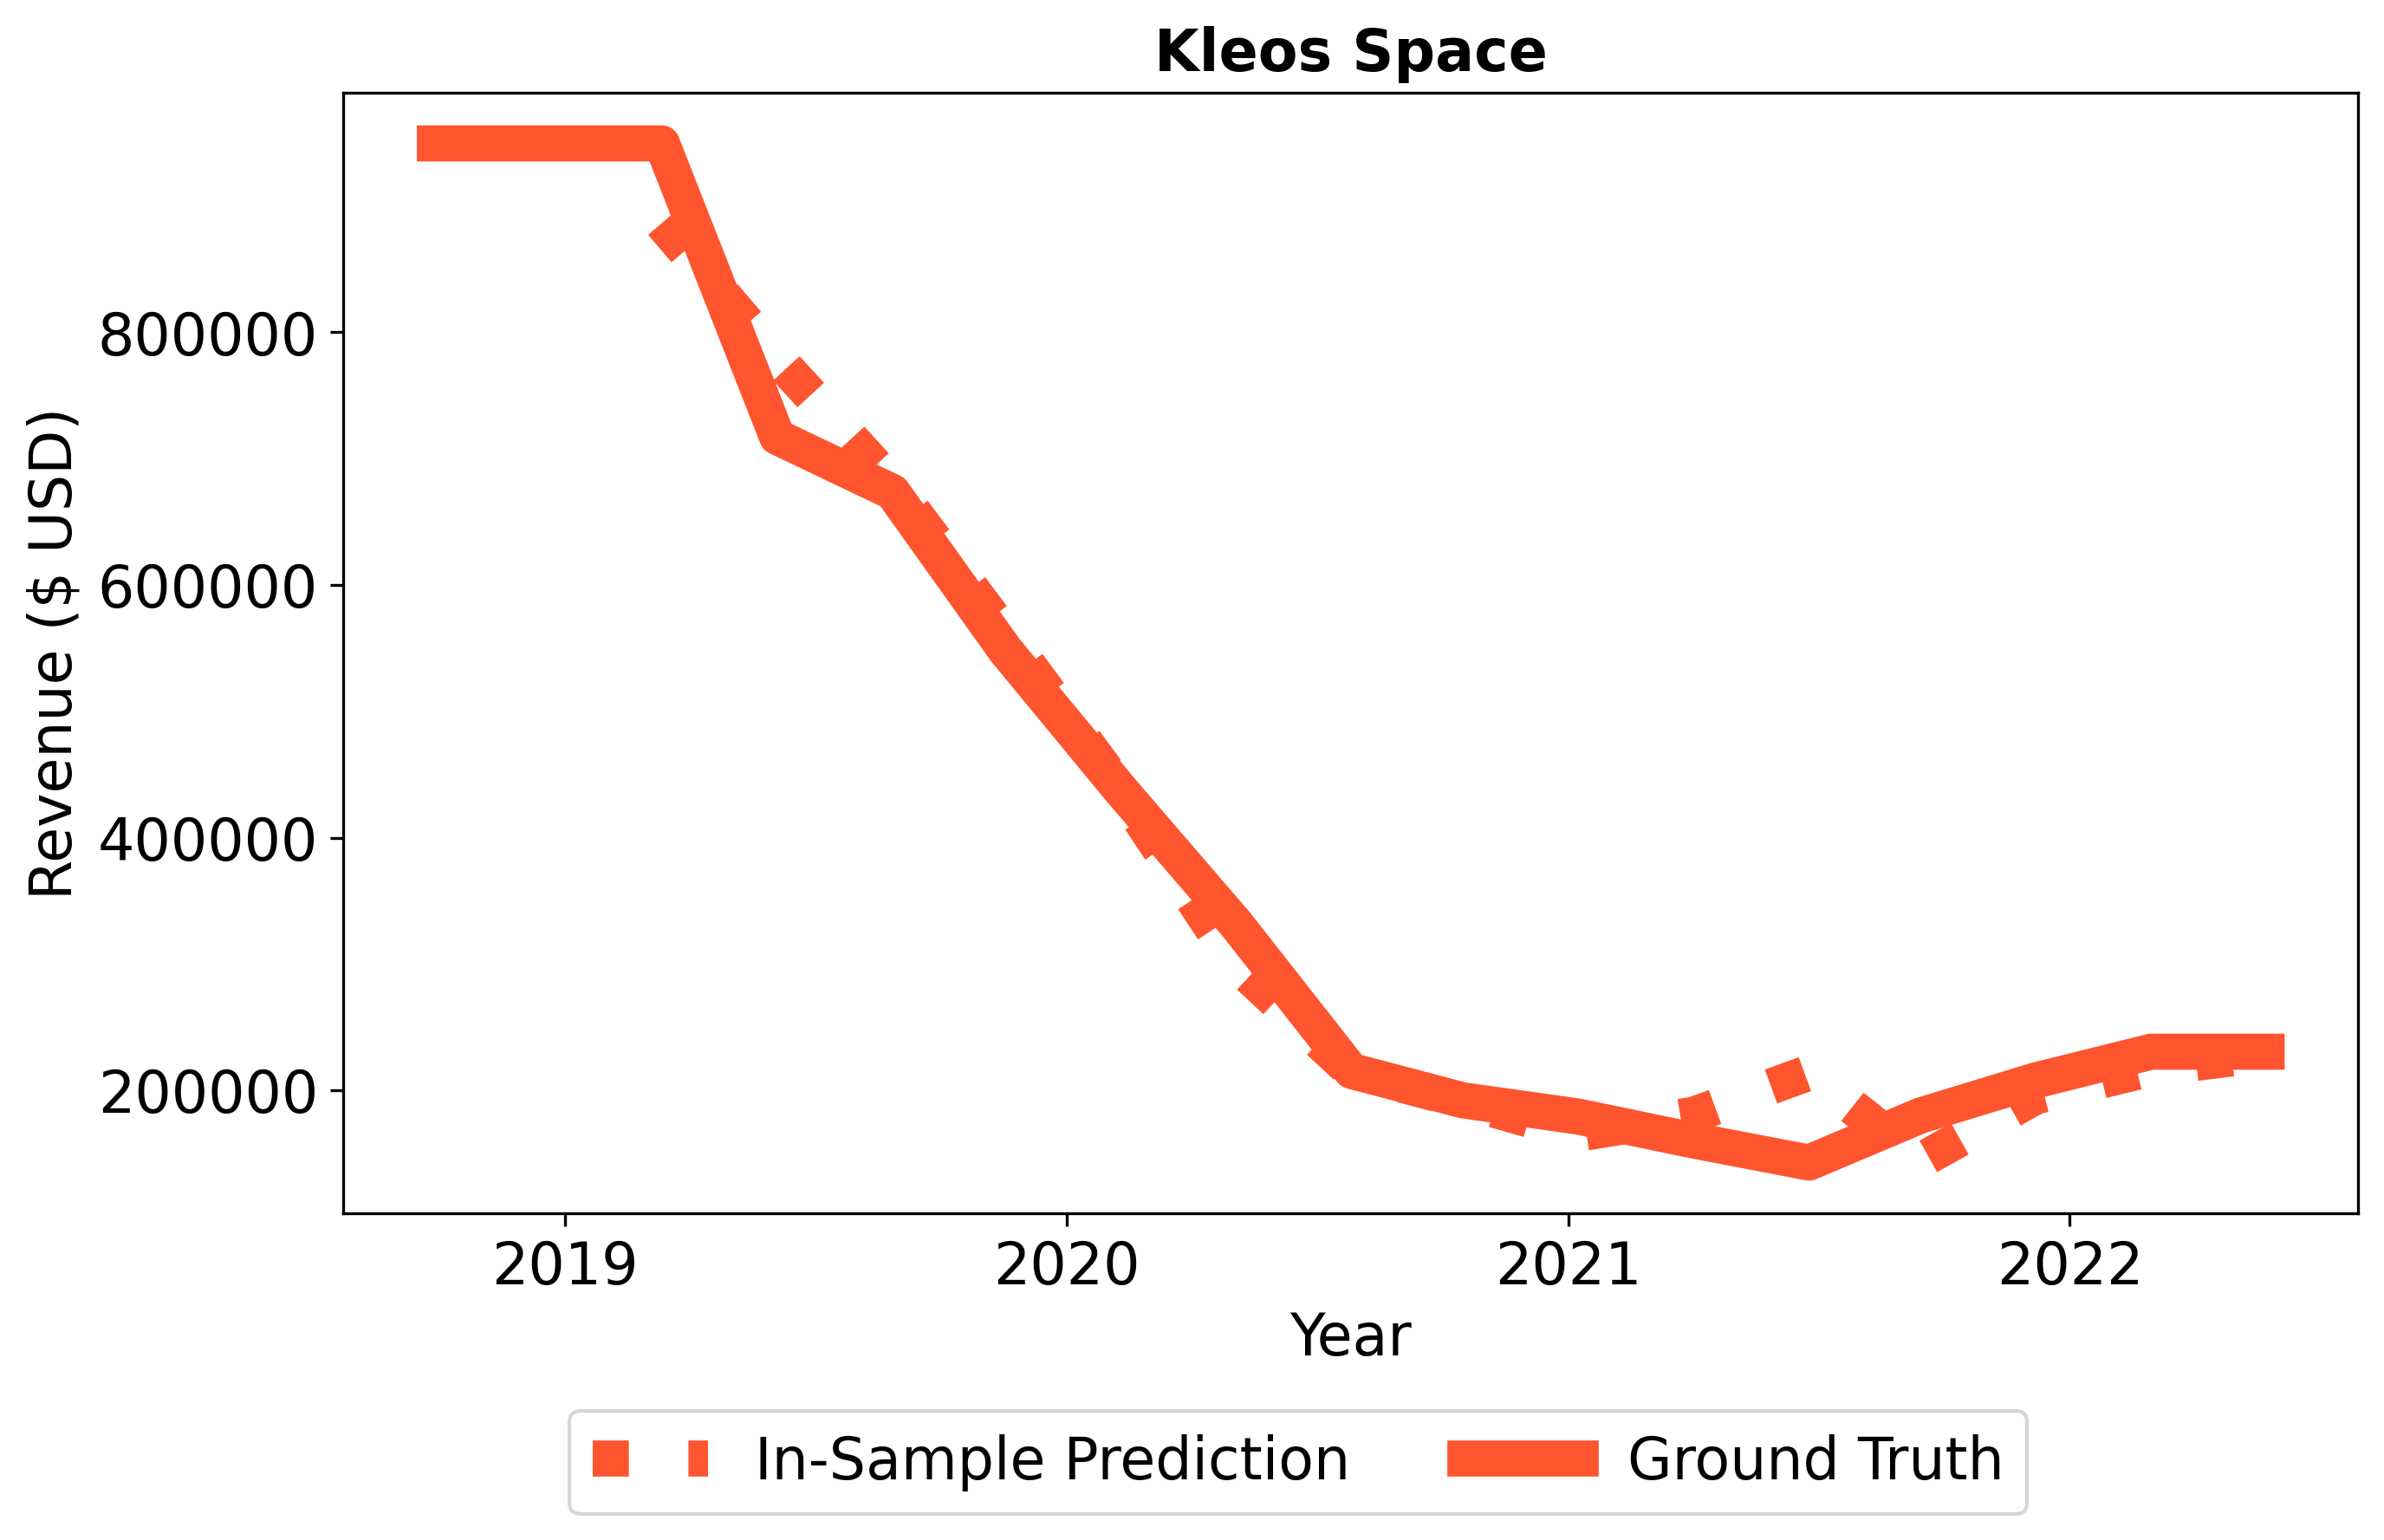 Kleos Space
Revenue ($ USD)
800000
600000
400000
200000
2019 2020 2021 2022
Year
In-Sample Prediction Ground Truth